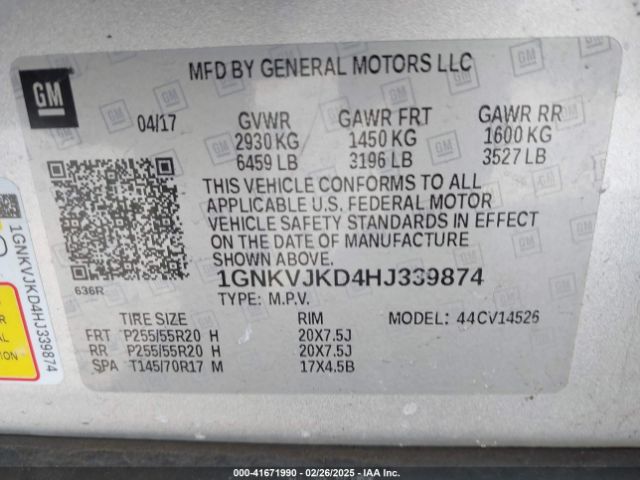 GM
MFD BY GENERAL MOTORS LLC
04/17 GVWR GAWR FRT GAWR RR
2930 KG 1450 KG 1600 KG
6459 LB 3196 LB 3527 LB
THIS VEHICLE CONFORMS TO ALL
APPLICABLE U.S. FEDERAL MOTOR
VEHICLE SAFETY STANDARDS IN EFFECT
ON THE DATE OF MANUFACTURE
SHOWN ABOVE.
636R
1GNKVJKD4HJ339874
TYPE: M.P.V.
TIRE SIZE RIM MODEL: 44CV14526
FRT P255/55R20 H 20X7.5J
RR P255/55R20 H 20X7.5J
SPA T145/70R17 M 17X4.5B
1GNKVJKD4HJ339874
00-41671990 - 02/26/2025 - IAA Inc.